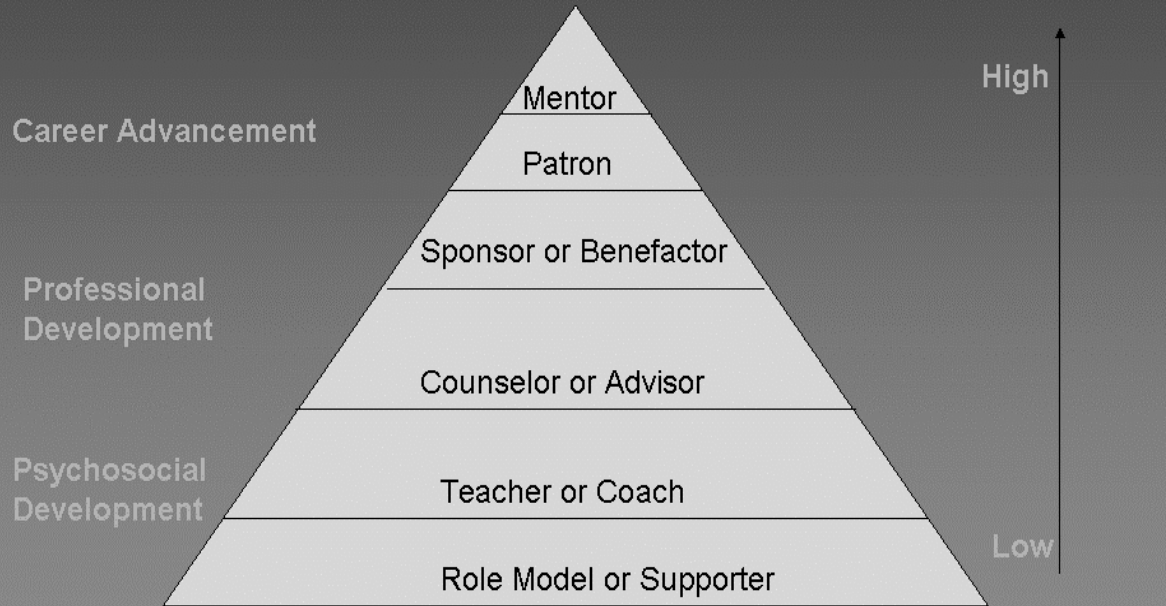 Mentor
High
Career Advancement
Patron
Sponsor or Benefactor
Professional
Development
Counselor or Advisor
Psychosocial
Development
Teacher or Coach
Low
Role Model or Supporter